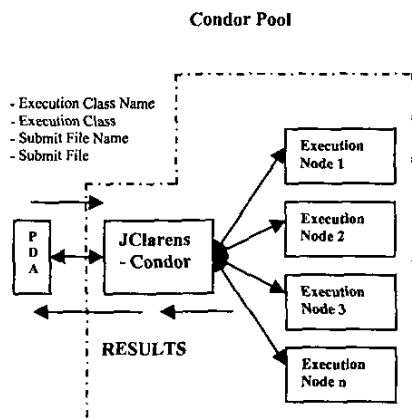 Condor Pool
- Execution Class Name
- Execution Class
- Submit File Name
- Submit File
Execution
Node 1
P
D
A
JClarens
- Condor
Execution
Node 2
Execution
Node 3
RESULTS
Execution
Node n